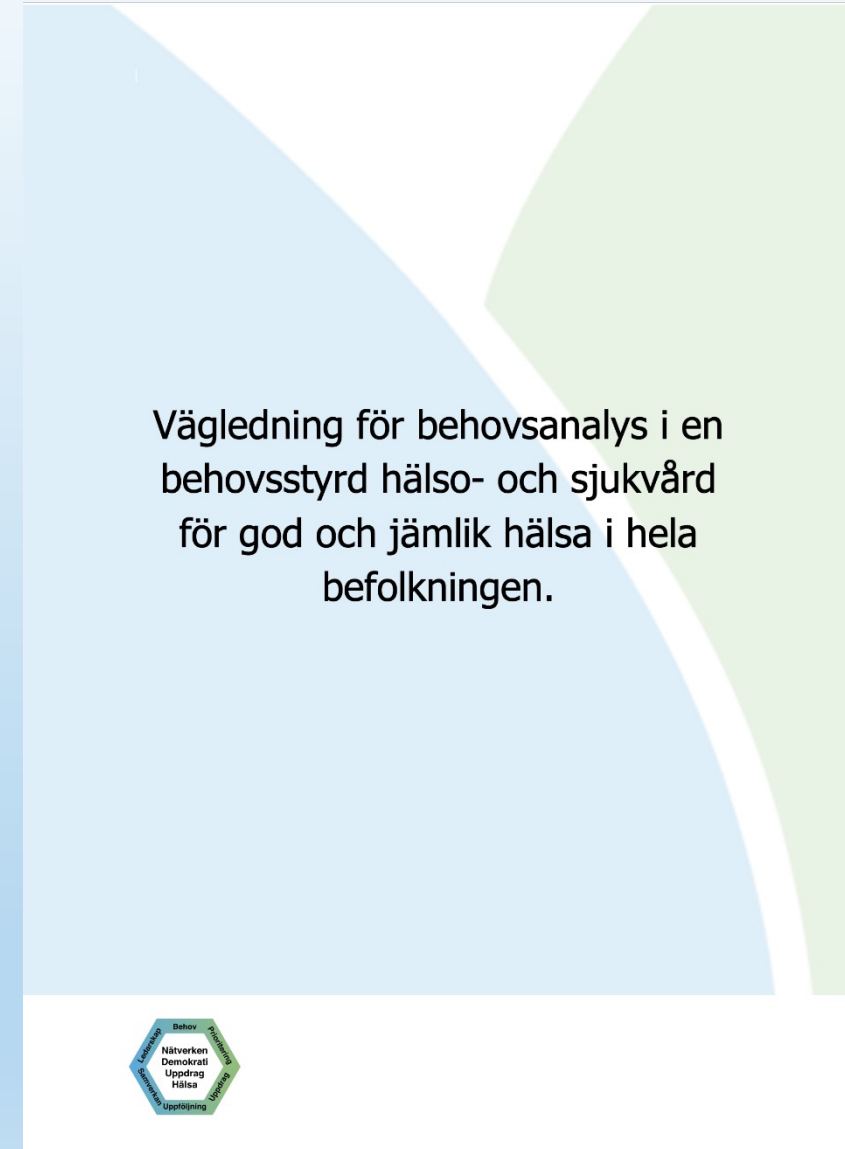 Vägledning för behovsanalys i en
behovsstyrd hälso- och sjukvård
för god och jämlik hälsa i hela
befolkningen.
Behov
Prioritering
Uppdrag
Uppföljning
Samverkan
Ledarskap
Nätverken
Demokrati
Uppdrag
Hälsa